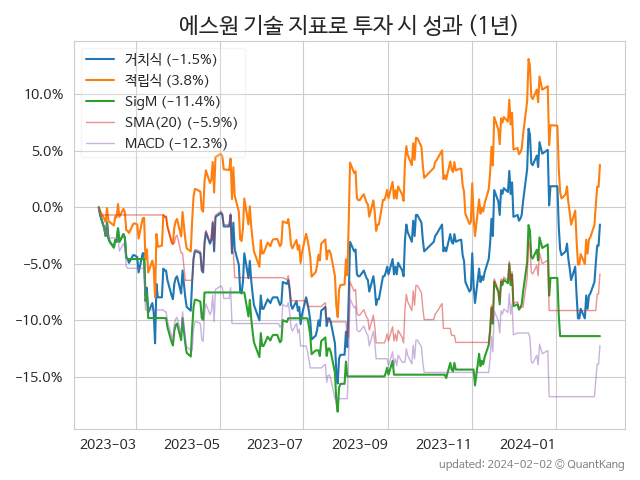 에스원 기술 지표로 투자 시 성과 (1년)
거치식 (−1.5%)
적립식 (3.8%)
SigM (−11.4%)
SMA(20) (−5.9%)
MACD (−12.3%)
10.0%
5.0%
0.0%
−5.0%
−10.0%
−15.0%
2023-03 2023-05 2023-07 2023-09 2023-11 2024-01
updated: 2024-02-02 © QuantKang